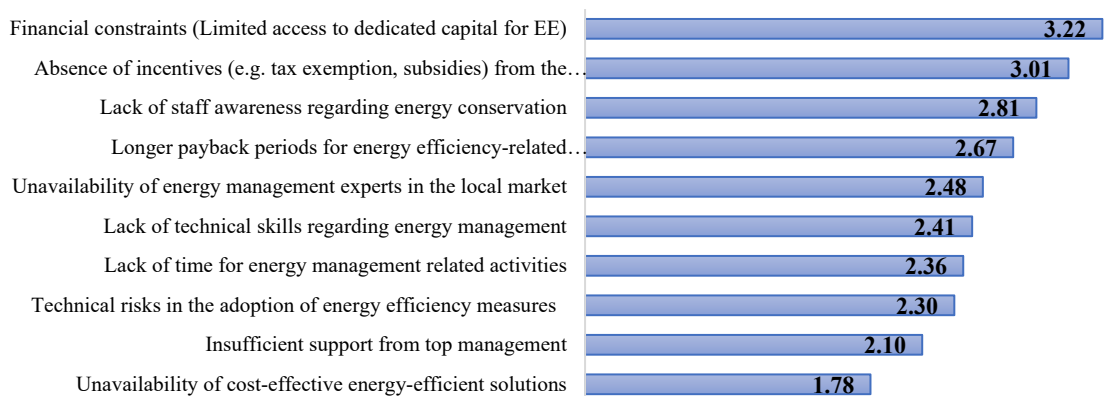 Financial constraints (Limited access to dedicated capital for EE) 3.22
Absence of incentives (e.g. tax exemption, subsidies) from the… 3.01
Lack of staff awareness regarding energy conservation 2.81
Longer payback periods for energy efficiency-related… 2.67
Unavailability of energy management experts in the local market 2.48
Lack of technical skills regarding energy management 2.41
Lack of time for energy management related activities 2.36
Technical risks in the adoption of energy efficiency measures 2.30
Insufficient support from top management 2.10
Unavailability of cost-effective energy-efficient solutions 1.78